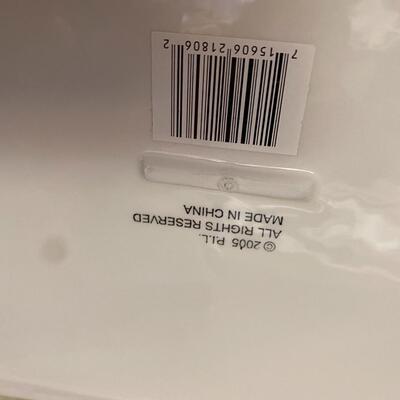 © 2005 P.I.L.
ALL RIGHTS RESERVED
MADE IN CHINA
7 15606 21806 2